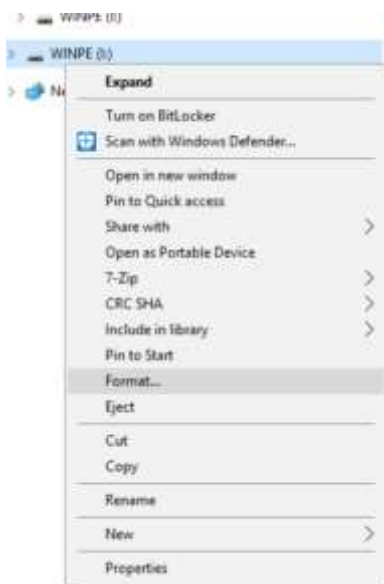 WINPE (I:)
WINPE (I:)
Ne
Expand
Turn on BitLocker
Scan with Windows Defender...
Open in new window
Pin to Quick access
Share with
Open as Portable Device
7-Zip
CRC SHA
Include in library
Pin to Start
Format...
Eject
Cut
Copy
Rename
New
Properties